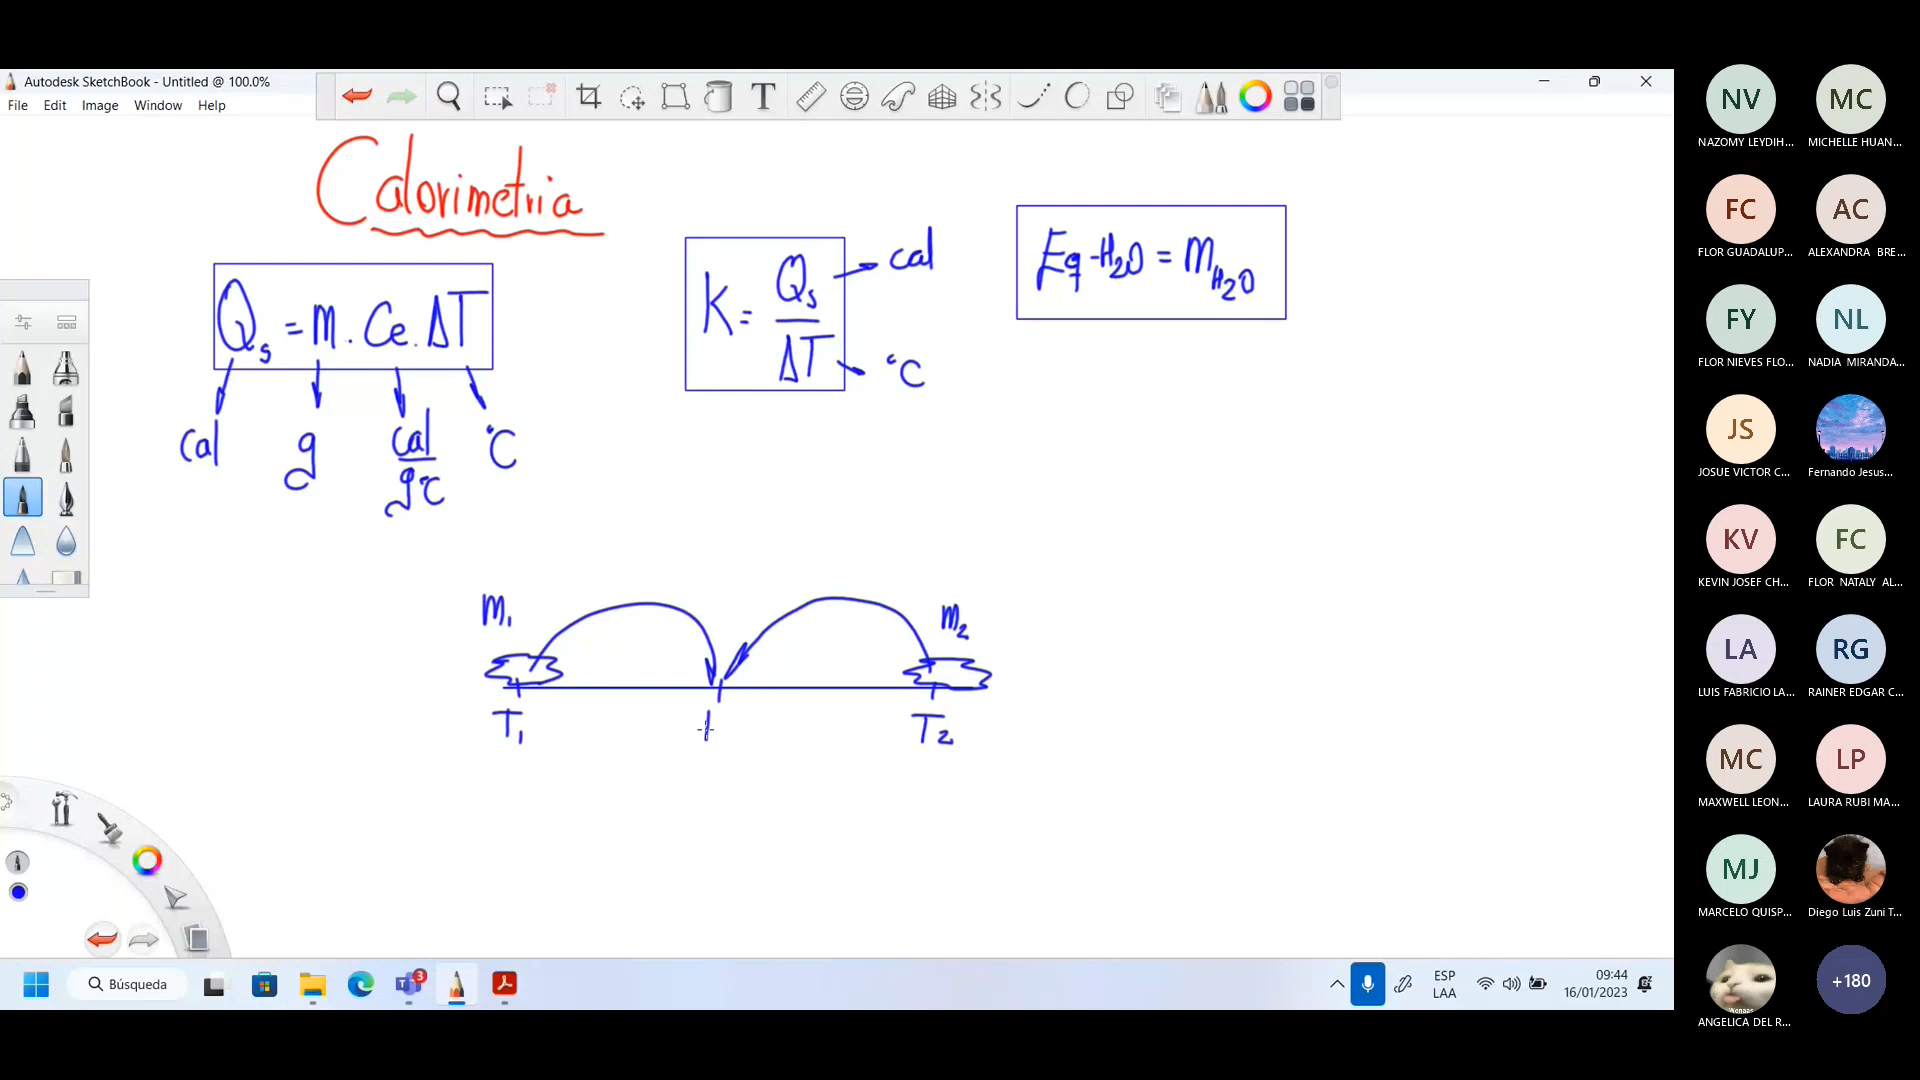 Autodesk SketchBook - Untitled @ 100.0%
File Edit Image Window Help
Calorimetria
Qs = m . Ce . ΔT
cal g cal/g°C °C
K = Qs/ΔT
cal
°C
Eq-H2O = mH2O
m1 m2
T1 T2
NV MC
NAZOMY LEYDIH... MICHELLE HUAN...
FC AC
FLOR GUADALUP... ALEXANDRA BRE...
FY NL
FLOR NIEVES FLO... NADIA MIRANDA...
JS
JOSUE VICTOR C... Fernando Jesus...
KV FC
KEVIN JOSEF CH... FLOR NATALY AL...
LA RG
LUIS FABRICIO LA... RAINER EDGAR C...
MC LP
MAXWELL LEON... LAURA RUBI MA...
MJ
MARCELO QUISP... Diego Luis Zuni T...
+180
ANGELICA DEL R...
Búsqueda
3
ESP
LAA
09:44
16/01/2023